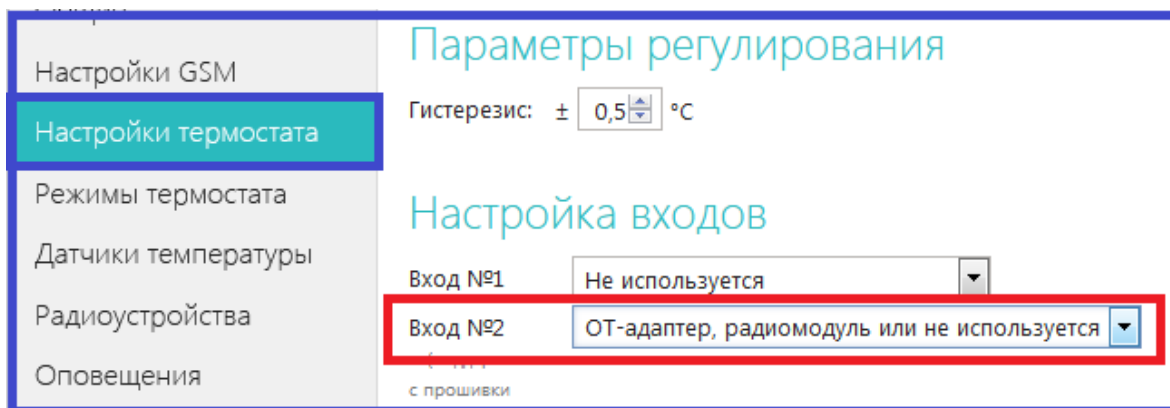 Настройки GSM
Настройки термостата
Режимы термостата
Датчики температуры
Радиоустройства
Оповещения
Параметры регулирования
Гистерезис: ± 0,5 °C
Настройка входов
Вход №1 Не используется
Вход №2 ОТ-адаптер, радиомодуль или не используется
с прошивки